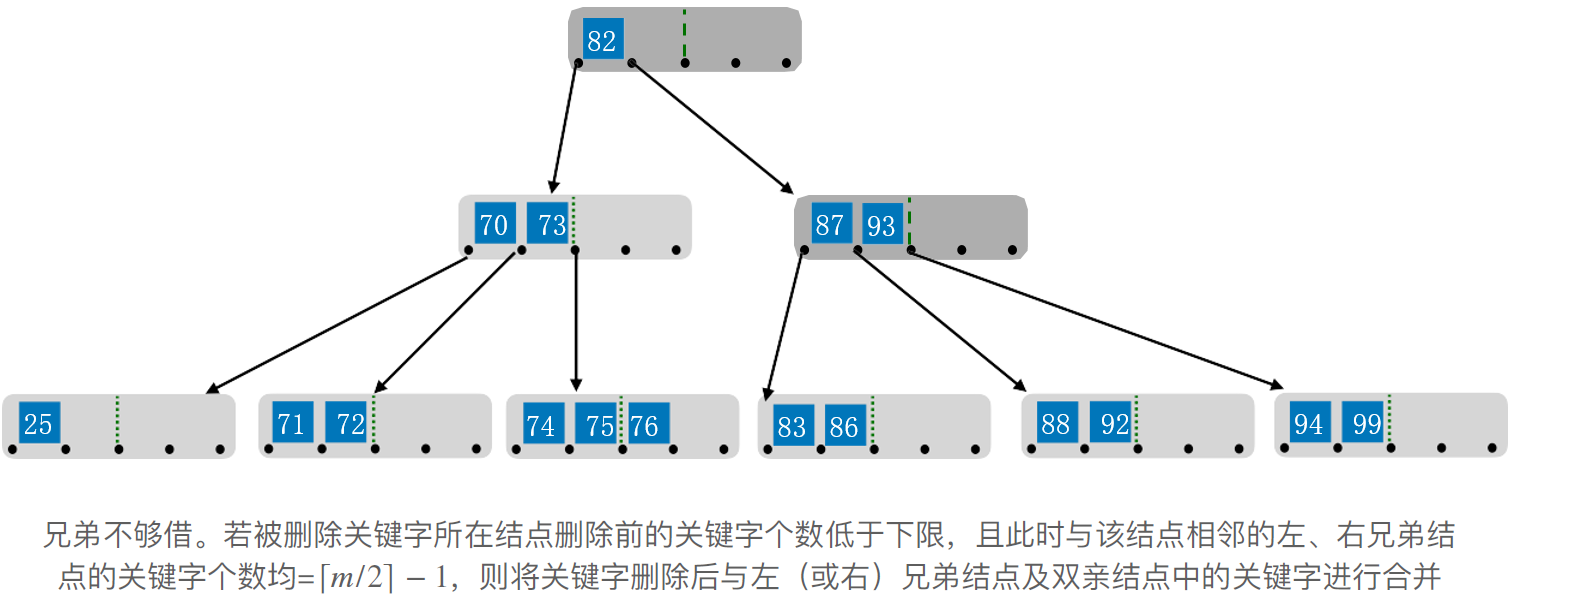 82
70 73 87 93
25 71 72 74 75 76 83 86 88 92 94 99
兄弟不够借。若被删除关键字所在结点删除前的关键字个数低于下限，且此时与该结点相邻的左、右兄弟结
点的关键字个数均=⌈m/2⌉ − 1，则将关键字删除后与左（或右）兄弟结点及双亲结点中的关键字进行合并